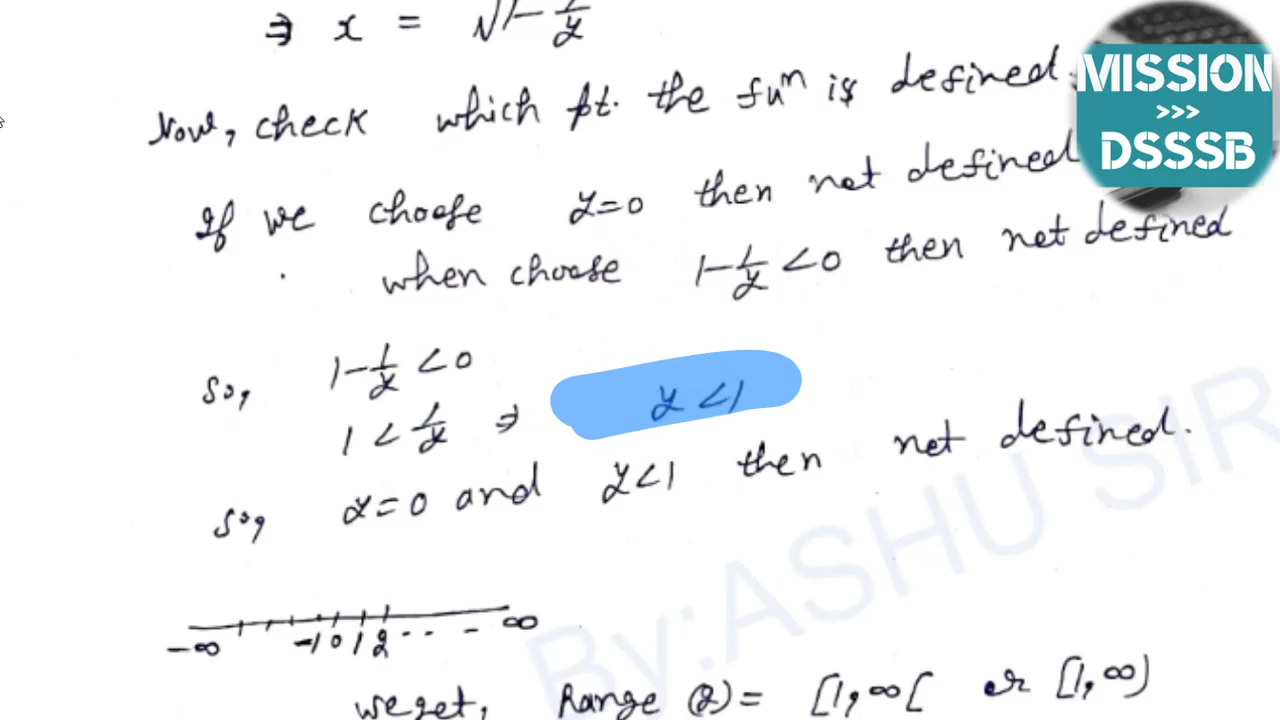 ⇒ x = √1-1/y
MISSION
>>>
DSSSB
Now, check which pt. the fuⁿ is defined.
If we choose y=0 then not defined
when choose 1-1/y <0 then not defined
So, 1-1/y <0
1 < 1/y ⇒ y <1
So, y=0 and y<1 then not defined.
-∞ -1 0 1 2 .. - ∞
we get, Range (y) = [1,∞[ or [1,∞)
By:ASHU SIR